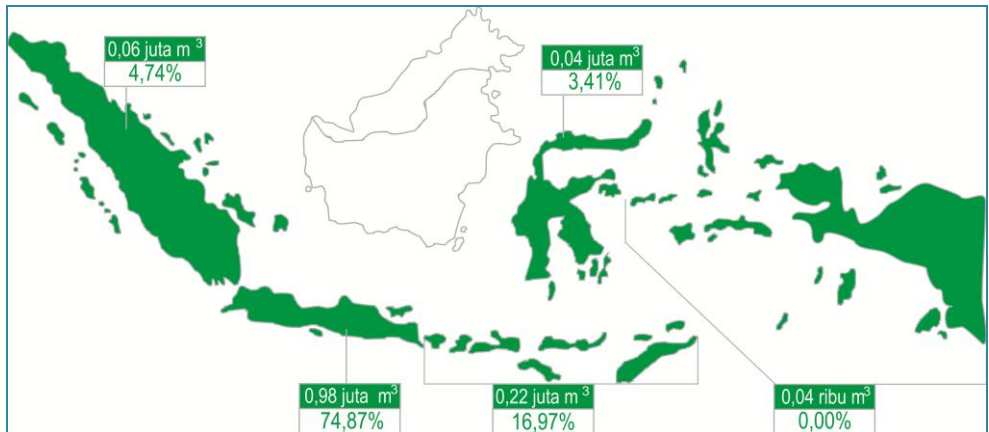 0,06 juta m³
4,74%
0,04 juta m³
3,41%
0,98 juta m³
74,87%
0,22 juta m³
16,97%
0,04 ribu m³
0,00%